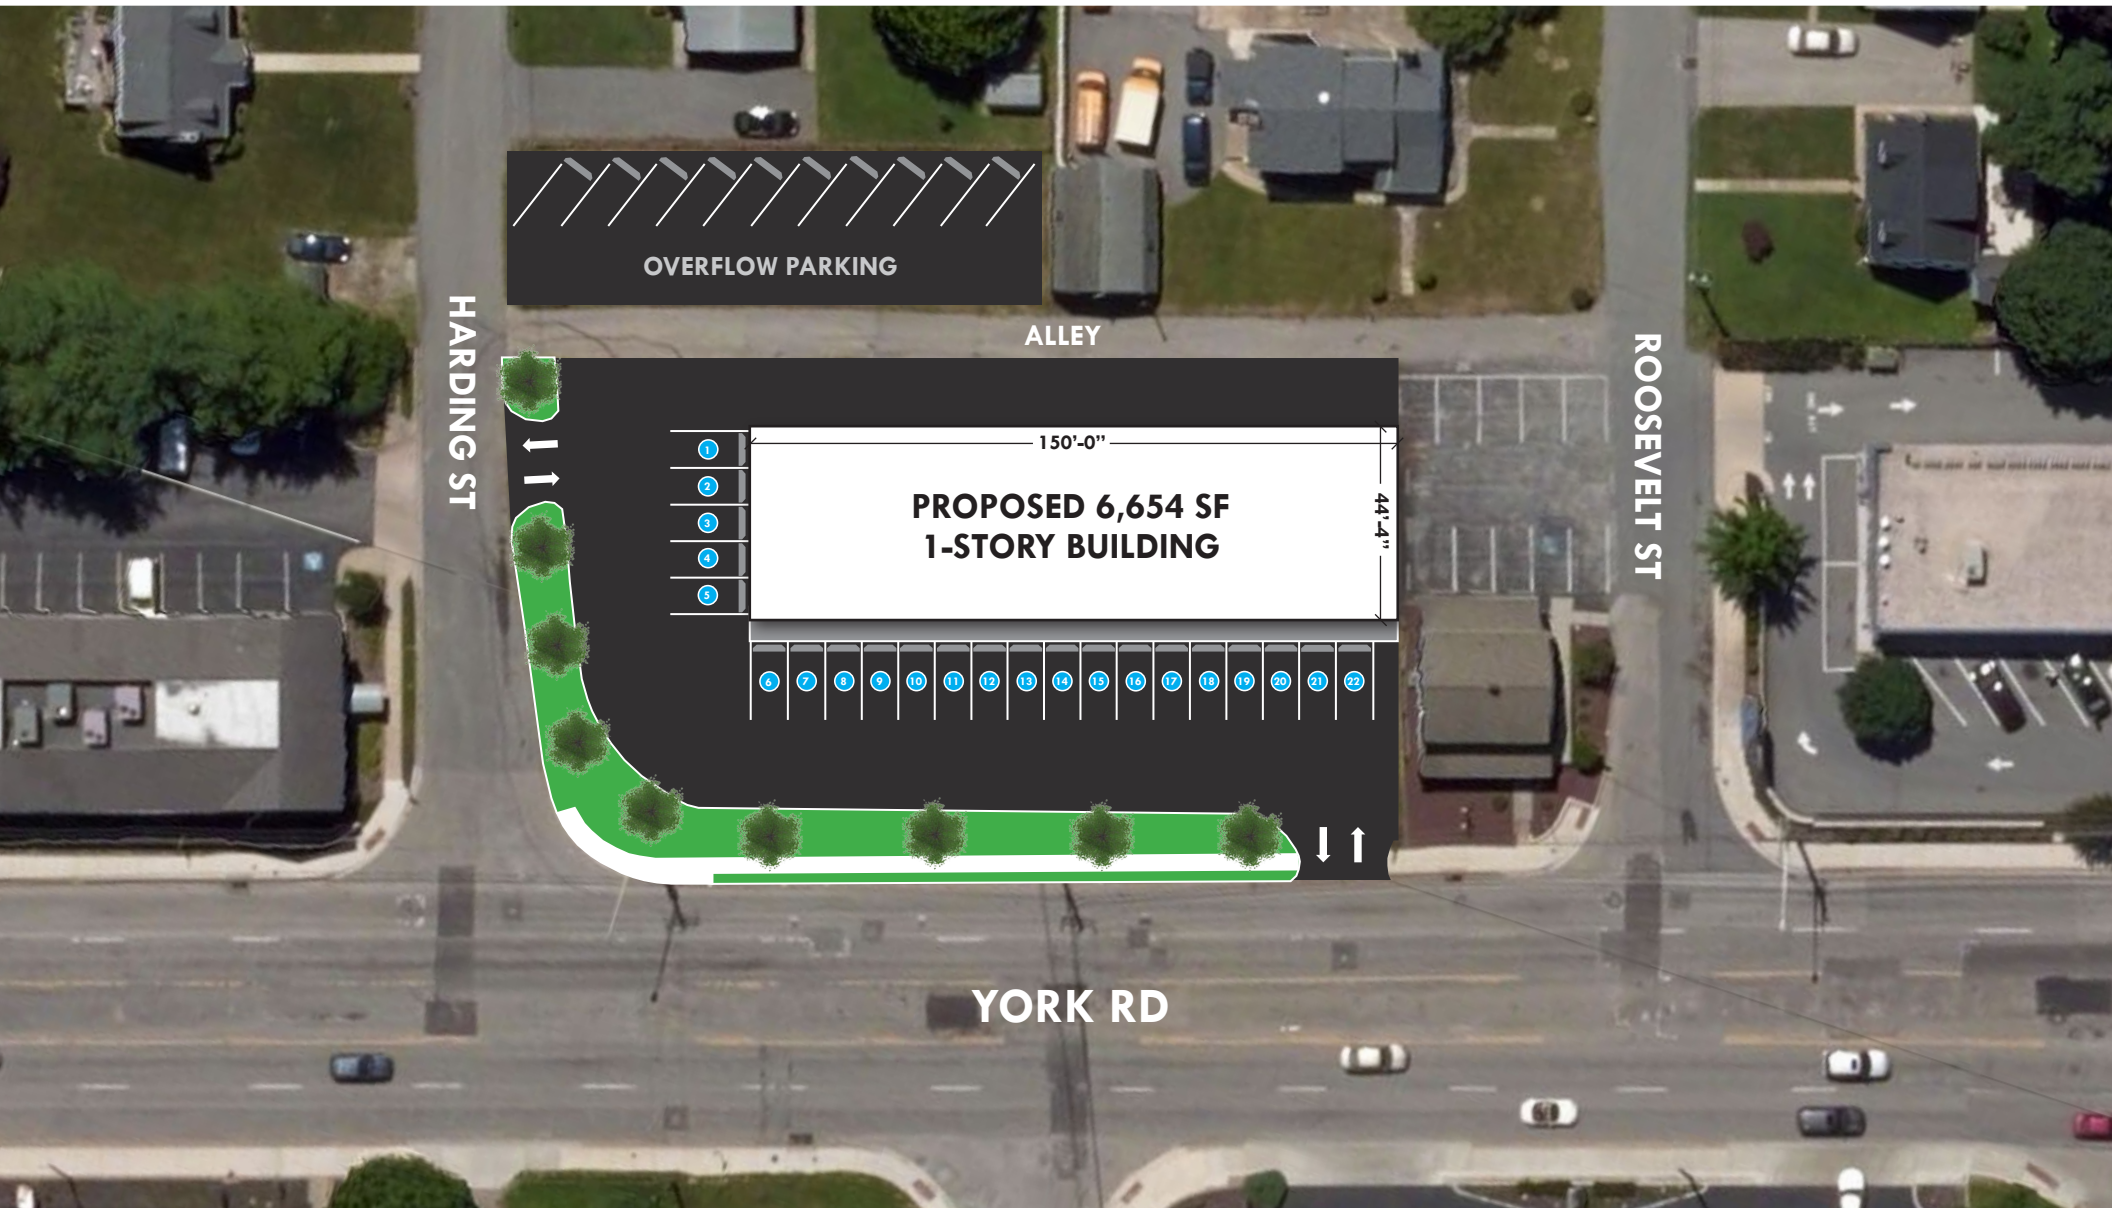 OVERFLOW PARKING
ALLEY
HARDING ST
ROOSEVELT ST
150'-0”
44'-4”
PROPOSED 6,654 SF
1-STORY BUILDING
1
2
3
4
5
6 7 8 9 10 11 12 13 14 15 16 17 18 19 20 21 22
YORK RD